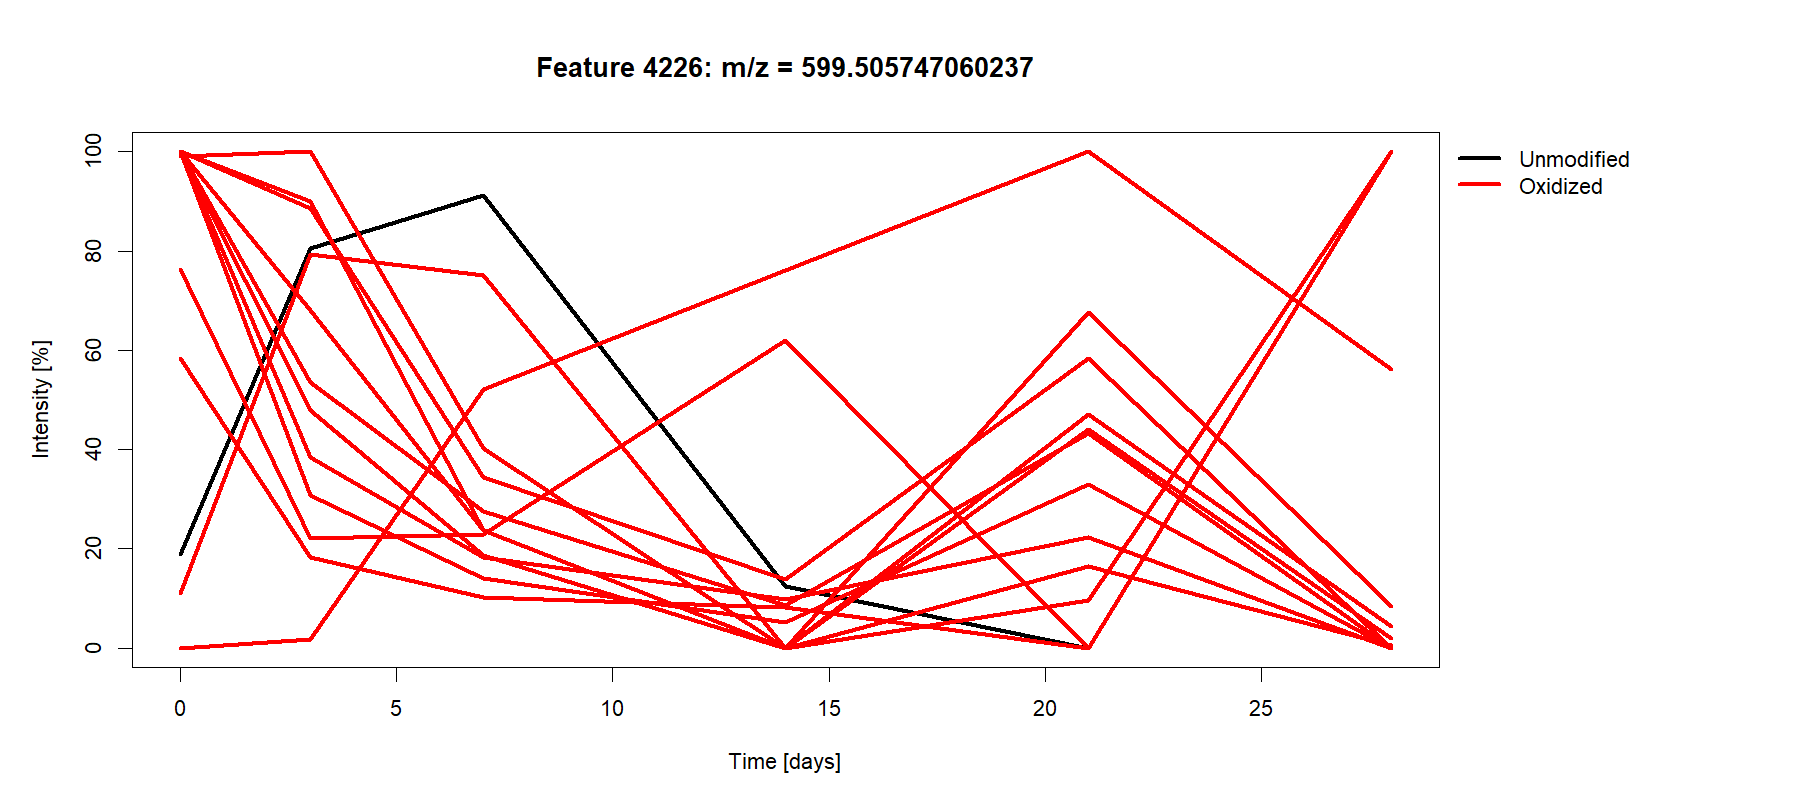 Feature 4226: m/z = 599.505747060237
Unmodified
Oxidized
Intensity [%]
100
80
60
40
20
0
0 5 10 15 20 25
Time [days]